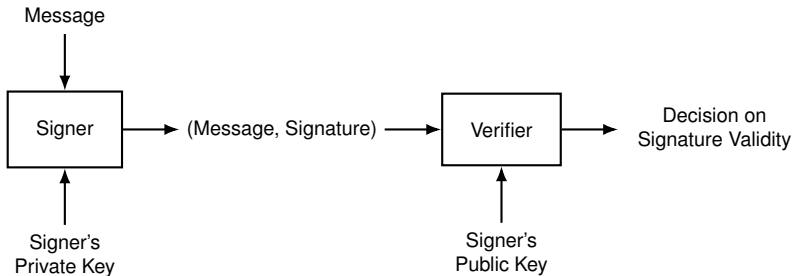 Message
Signer
(Message, Signature)
Verifier
Decision on
Signature Validity
Signer's
Private Key
Signer's
Public Key